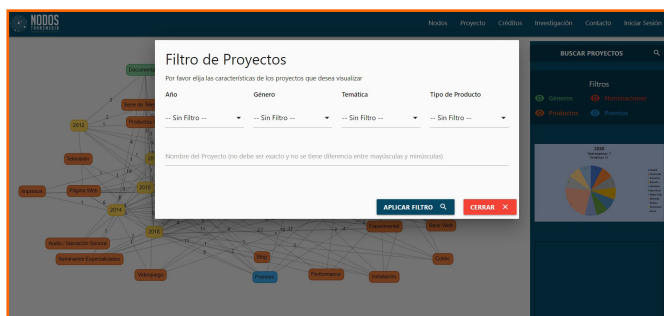 NODOS
TRANSMEDIA
Nodos
Proyecto
Créditos
Investigación
Contacto
Iniciar Sesión
Filtro de Proyectos
Por favor elija las características de los proyectos que desea visualizar
Año
Género
Temática
Tipo de Producto
-- Sin Filtro --
-- Sin Filtro --
-- Sin Filtro --
-- Sin Filtro --
Nombre del Proyecto (no debe ser exacto y no se tiene diferencia entre mayúsculas y minúsculas)
APLICAR FILTRO
CERRAR
BUSCAR PROYECTOS
Filtros
Géneros
Nominaciones
Productos
Premios
2012
Televisión
Impresos
Página Web
2015
2014
2016
Audio / Narración Sonora
Seminarios Especializados
Videojuego
Blog
Premios
Performance
Instalación
Experimental
Serie Web
Comic